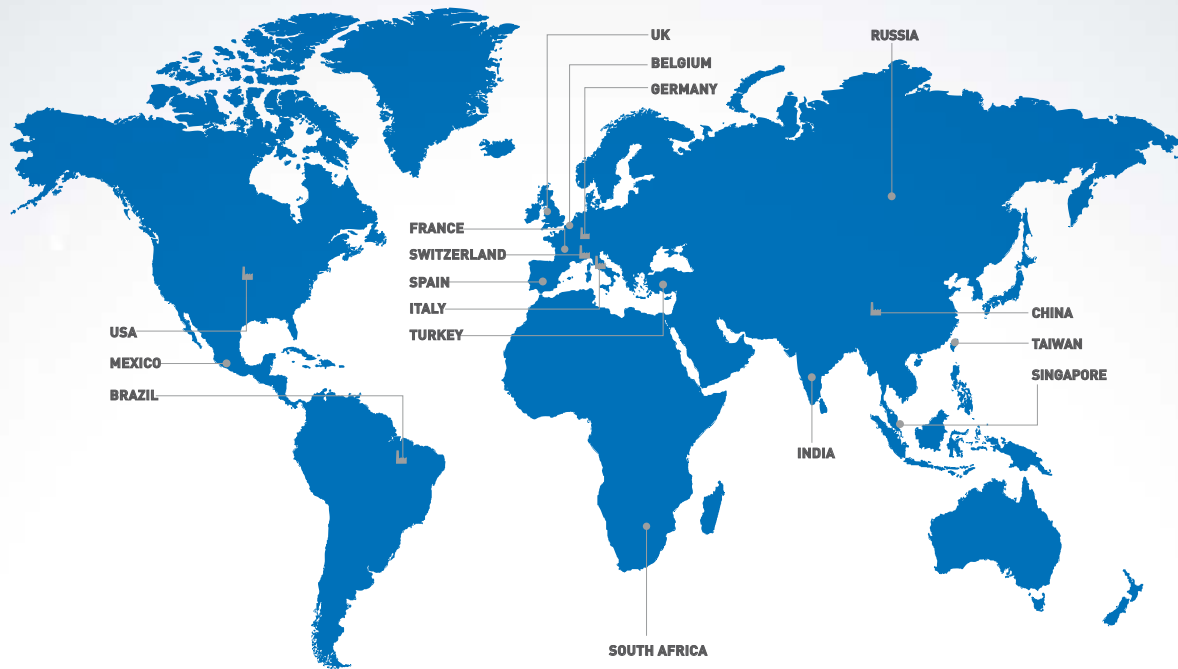 UK
BELGIUM
GERMANY
RUSSIA
FRANCE
SWITZERLAND
SPAIN
ITALY
TURKEY
USA
MEXICO
BRAZIL
CHINA
TAIWAN
SINGAPORE
INDIA
SOUTH AFRICA